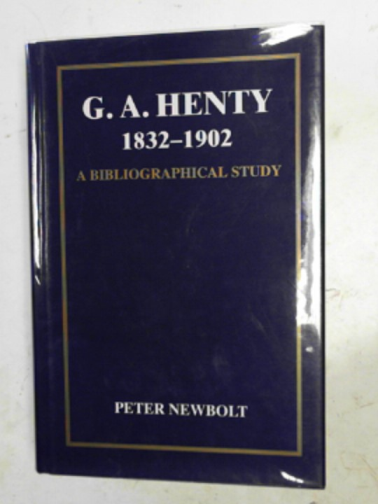 G. A. HENTY
1832–1902
A BIBLIOGRAPHICAL STUDY
PETER NEWBOLT